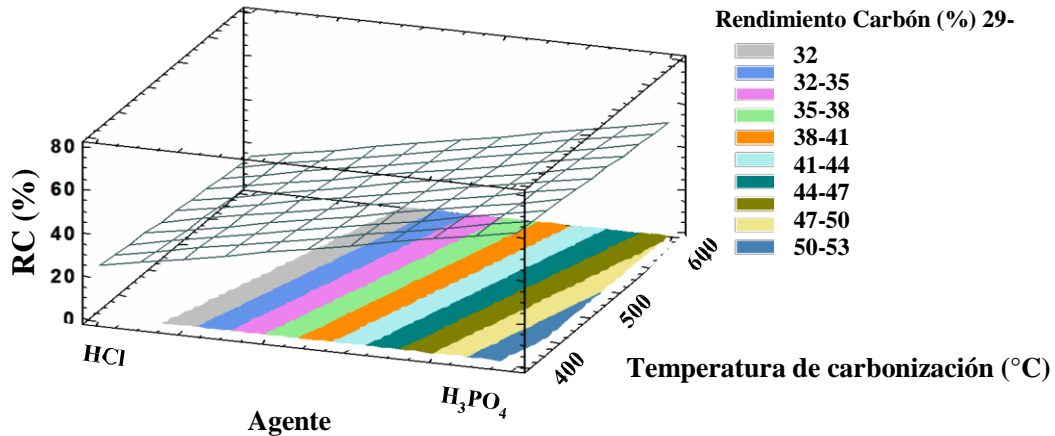 Rendimiento Carbón (%) 29-
32
32-35
35-38
38-41
41-44
44-47
47-50
50-53
80
60
40
20
0
RC (%)
HCl
H₃PO₄
Agente
400
500
600
Temperatura de carbonización (°C)